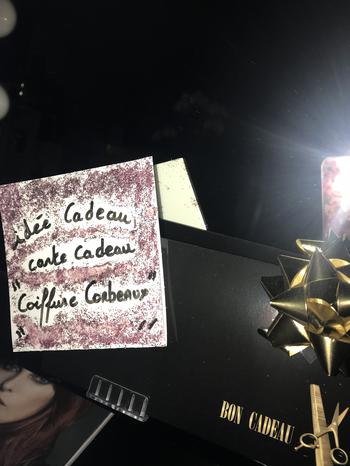 idée Cadeau
carte Cadeau
"Coiffure Corbeaux"
BON CADEAU